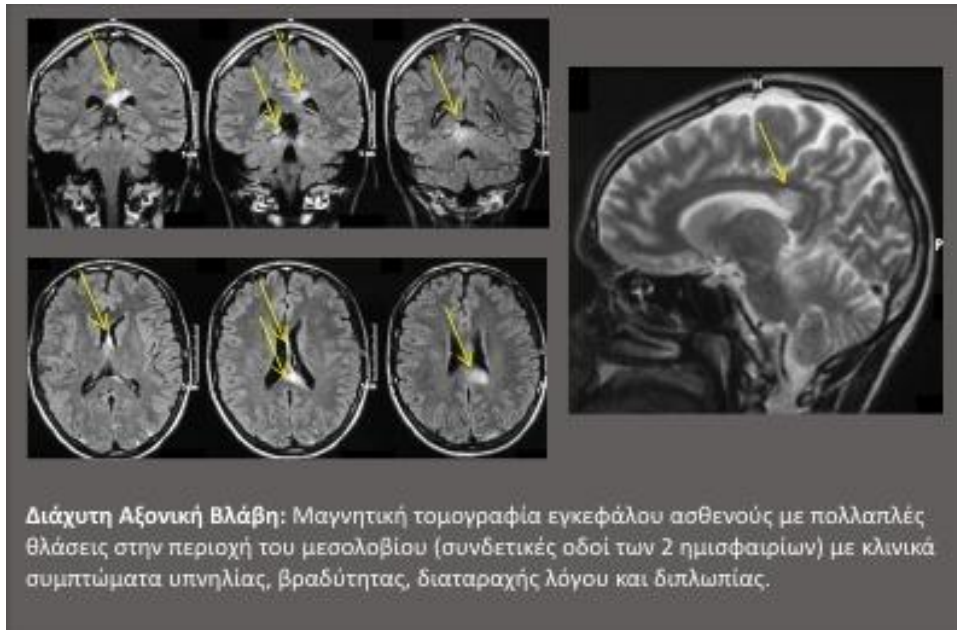 H
P
Διάχυτη Αξονική Βλάβη: Μαγνητική τομογραφία εγκεφάλου ασθενούς με πολλαπλές
θλάσεις στην περιοχή του μεσολοβίου (συνδετικές οδοί των 2 ημισφαιρίων) με κλινικά
συμπτώματα υπνηλίας, βραδύτητας, διαταραχής λόγου και διπλωπίας.